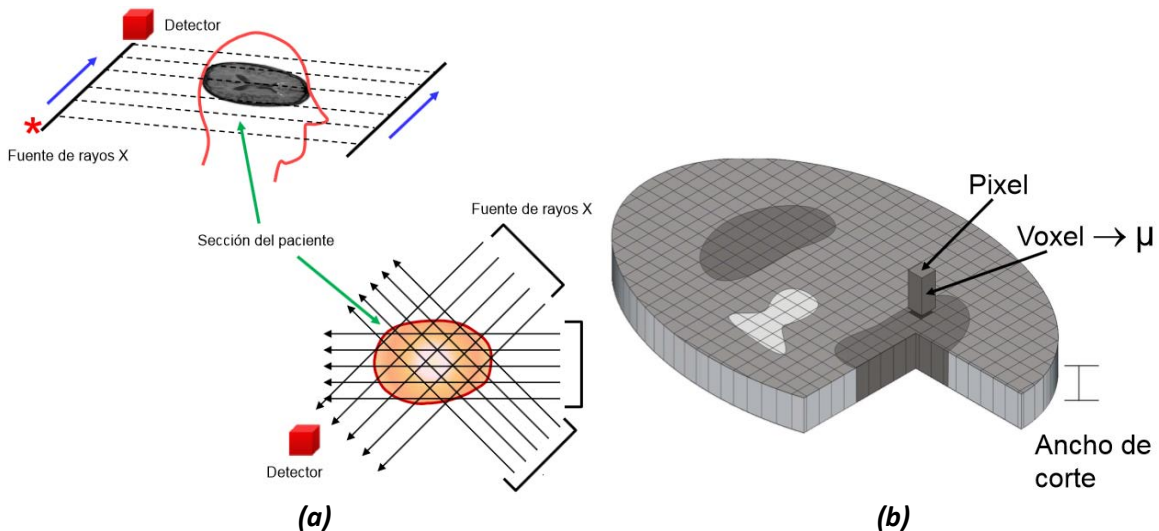 Detector
*
Fuente de rayos X
Sección del paciente
Fuente de rayos X
Detector
(a)
Pixel
Voxel → µ
Ancho de
corte
(b)